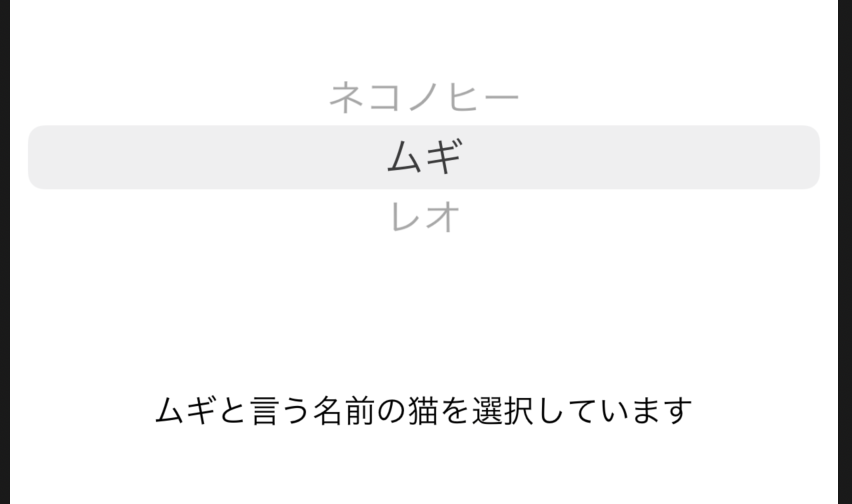 ネコノヒー
ムギ
レオ
ムギと言う名前の猫を選択しています